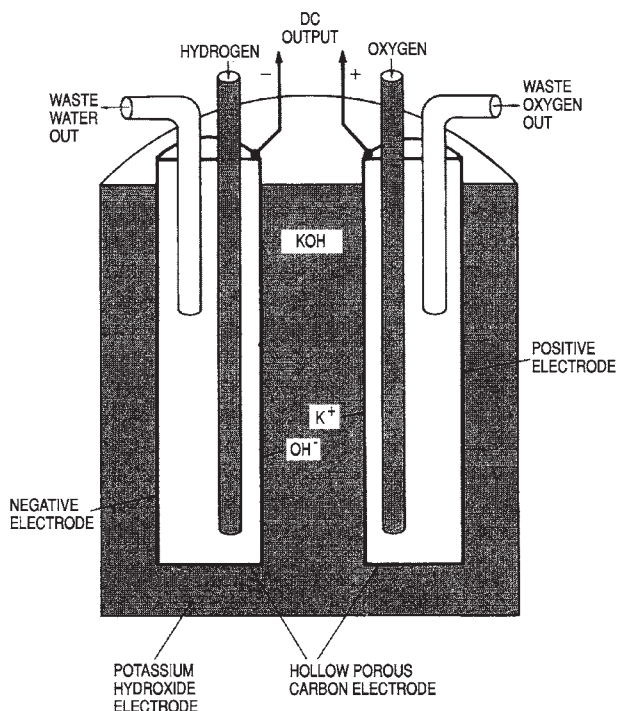 DC
OUTPUT
HYDROGEN
−
+
OXYGEN
WASTE
WATER
OUT
WASTE
OXYGEN
OUT
KOH
POSITIVE
ELECTRODE
K+
OH-
NEGATIVE
ELECTRODE
POTASSIUM
HYDROXIDE
ELECTRODE
HOLLOW POROUS
CARBON ELECTRODE